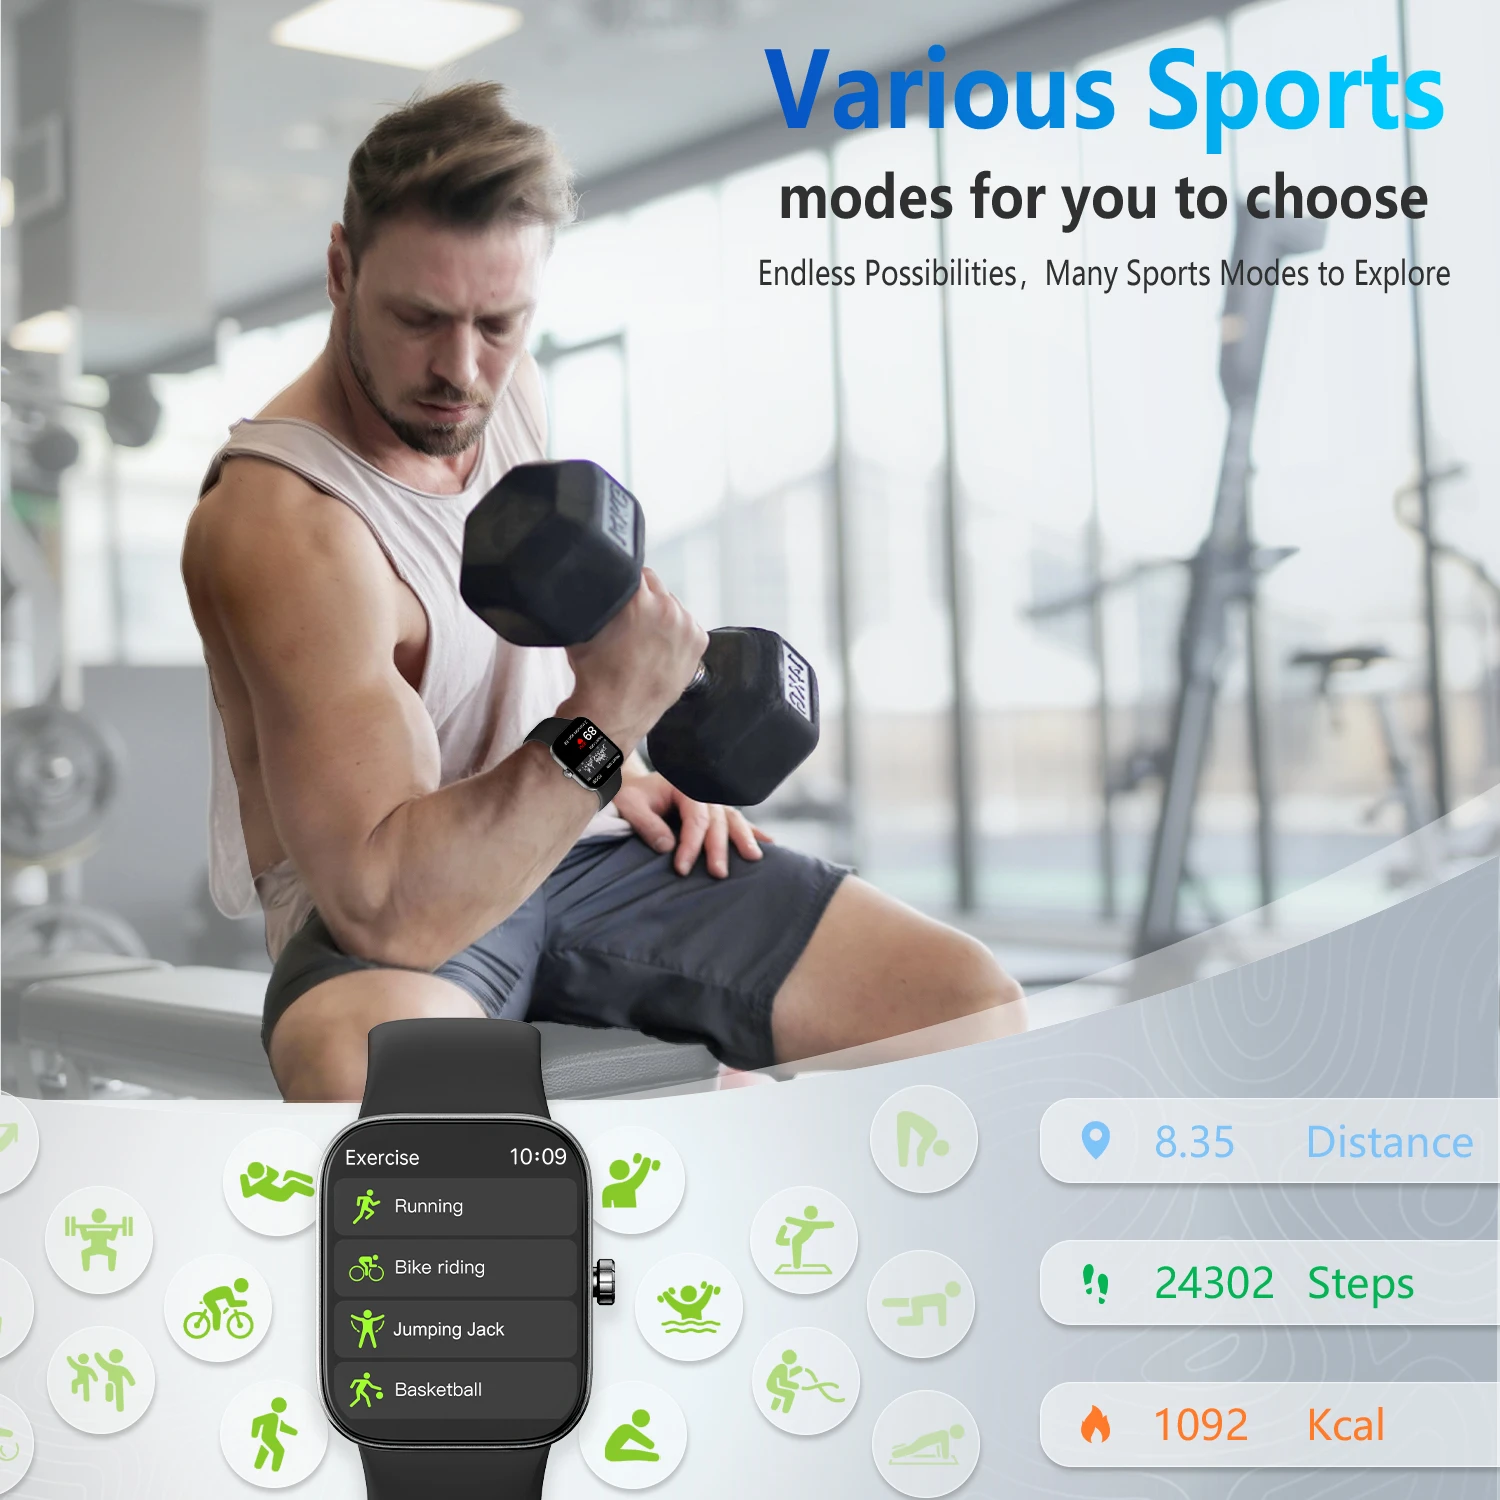 Various Sports
modes for you to choose
Endless Possibilities, Many Sports Modes to Explore
68
Exercise 10:09
Running
Bike riding
Jumping Jack
Basketball
8.35 Distance
24302 Steps
1092 Kcal